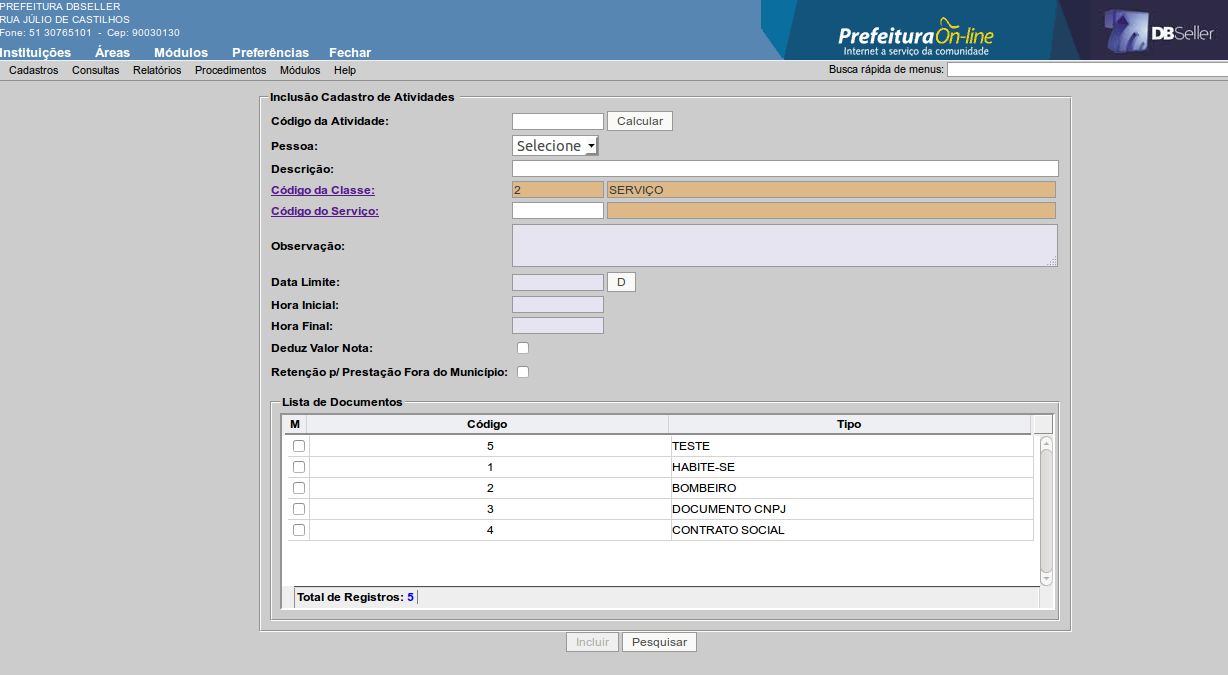 PREFEITURA DBSELLER
RUA JÚLIO DE CASTILHOS
Fone: 51 30765101 - Cep: 90030130
Instituições Áreas Módulos Preferências Fechar
PrefeituraOn-line
Internet a serviço da comunidade
DBSeller
Cadastros Consultas Relatórios Procedimentos Módulos Help
Busca rápida de menus:
Inclusão Cadastro de Atividades
Código da Atividade: Calcular
Pessoa: Selecione
Descrição:
Código da Classe: 2 SERVIÇO
Código do Serviço:
Observação:
Data Limite: D
Hora Inicial:
Hora Final:
Deduz Valor Nota:
Retenção p/ Prestação Fora do Município:
Lista de Documentos
M Código Tipo
5 TESTE
1 HABITE-SE
2 BOMBEIRO
3 DOCUMENTO CNPJ
4 CONTRATO SOCIAL
Total de Registros: 5
Incluir Pesquisar